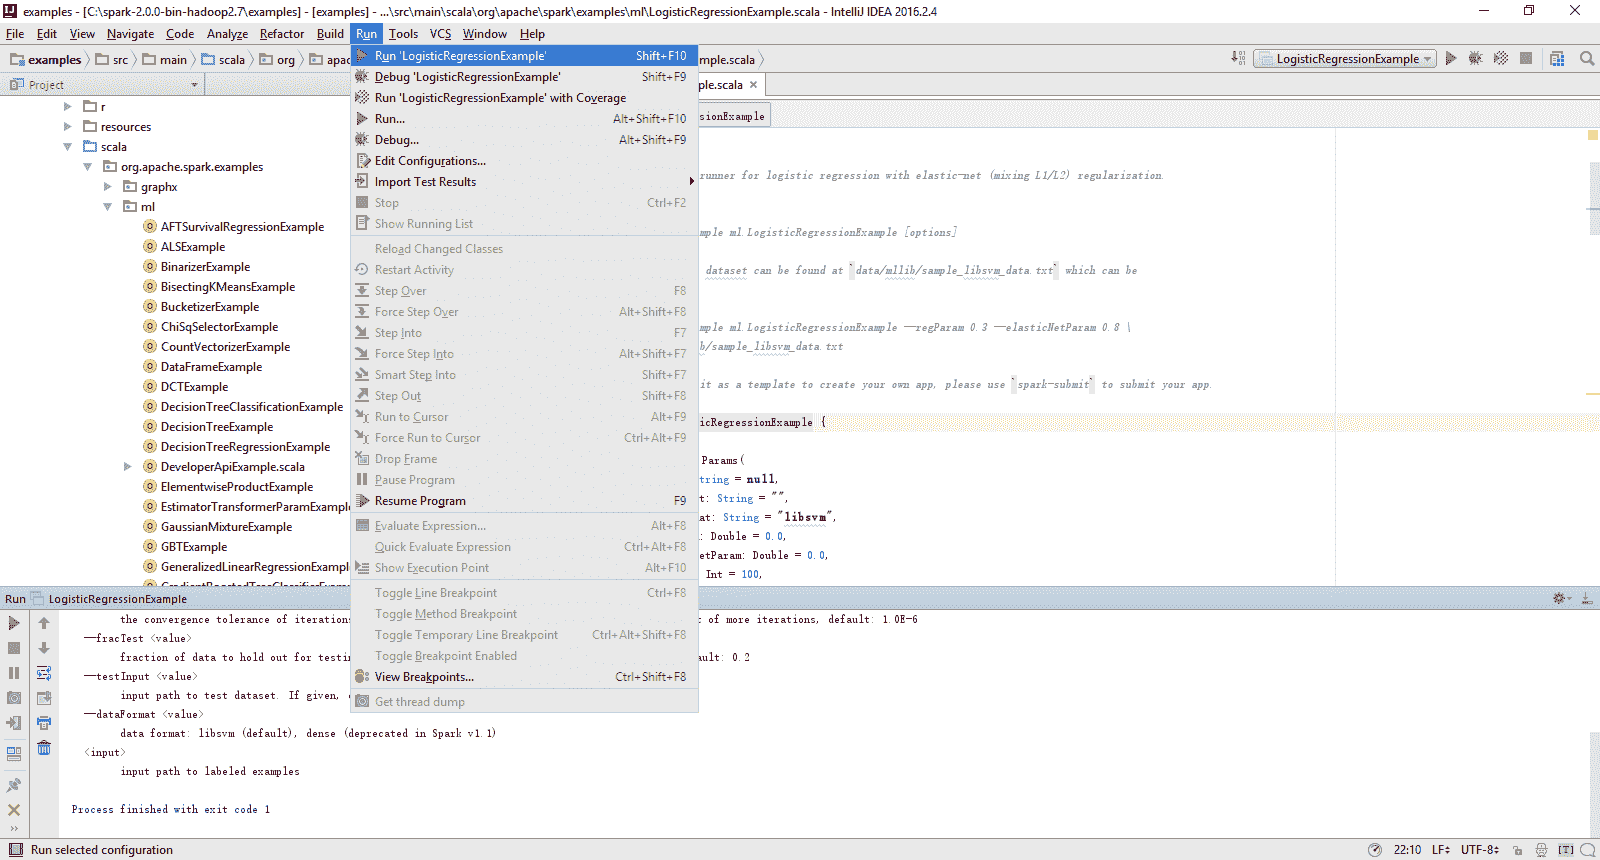 examples - [C:\spark-2.0.0-bin-hadoop2.7\examples] - [examples] - ...\src\main\scala\org\apache\spark\examples\ml\LogisticRegressionExample.scala - IntelliJ IDEA 2016.2.4
File Edit View Navigate Code Analyze Refactor Build Run Tools VCS Window Help
examples src main scala org apac mple.scala LogisticRegressionExample
Project ple.scala
r
resources
scala
org.apache.spark.examples
graphx
ml
AFTSurvivalRegressionExample
ALSExample
BinarizerExample
BisectingKMeansExample
BucketizerExample
ChiSqSelectorExample
CountVectorizerExample
DataFrameExample
DCTExample
DecisionTreeClassificationExample
DecisionTreeExample
DecisionTreeRegressionExample
DeveloperApiExample.scala
ElementwiseProductExample
EstimatorTransformerParamExample
GaussianMixtureExample
GBTExample
GeneralizedLinearRegressionExampl
GradientBoostedTreeClassifierExam
Run 'LogisticRegressionExample' Shift+F10
Debug 'LogisticRegressionExample' Shift+F9
Run 'LogisticRegressionExample' with Coverage
Run... Alt+Shift+F10
Debug... Alt+Shift+F9
Edit Configurations...
Import Test Results
Stop Ctrl+F2
Show Running List
Reload Changed Classes
Restart Activity
Step Over F8
Force Step Over Alt+Shift+F8
Step Into F7
Force Step Into Alt+Shift+F7
Smart Step Into Shift+F7
Step Out Shift+F8
Run to Cursor Alt+F9
Force Run to Cursor Ctrl+Alt+F9
Drop Frame
Pause Program
Resume Program F9
Evaluate Expression... Alt+F8
Quick Evaluate Expression Ctrl+Alt+F8
Show Execution Point Alt+F10
Toggle Line Breakpoint Ctrl+F8
Toggle Method Breakpoint
Toggle Temporary Line Breakpoint Ctrl+Alt+Shift+F8
Toggle Breakpoint Enabled
View Breakpoints... Ctrl+Shift+F8
Get thread dump
sionExample
runner for logistic regression with elastic-net (mixing L1/L2) regularization.
mple ml.LogisticRegressionExample [options]
dataset can be found at `data/mllib/sample_libsvm_data.txt` which can be
mple ml.LogisticRegressionExample --regParam 0.3 --elasticNetParam 0.8 \
b/sample_libsvm_data.txt
it as a template to create your own app, please use `spark-submit` to submit your app.
icRegressionExample {
Params(
tring = null,
t: String = "",
at: String = "libsvm",
: Double = 0.0,
etParam: Double = 0.0,
Int = 100,
Run LogisticRegressionExample
the convergence tolerance of iterations t of more iterations, default: 1.0E-6
--fracTest <value>
fraction of data to hold out for testin ault: 0.2
--testInput <value>
input path to test dataset. If given,
--dataFormat <value>
data format: libsvm (default), dense (deprecated in Spark v1.1)
<input>
input path to labeled examples
Process finished with exit code 1
Run selected configuration 22:10 LF UTF-8 [T]